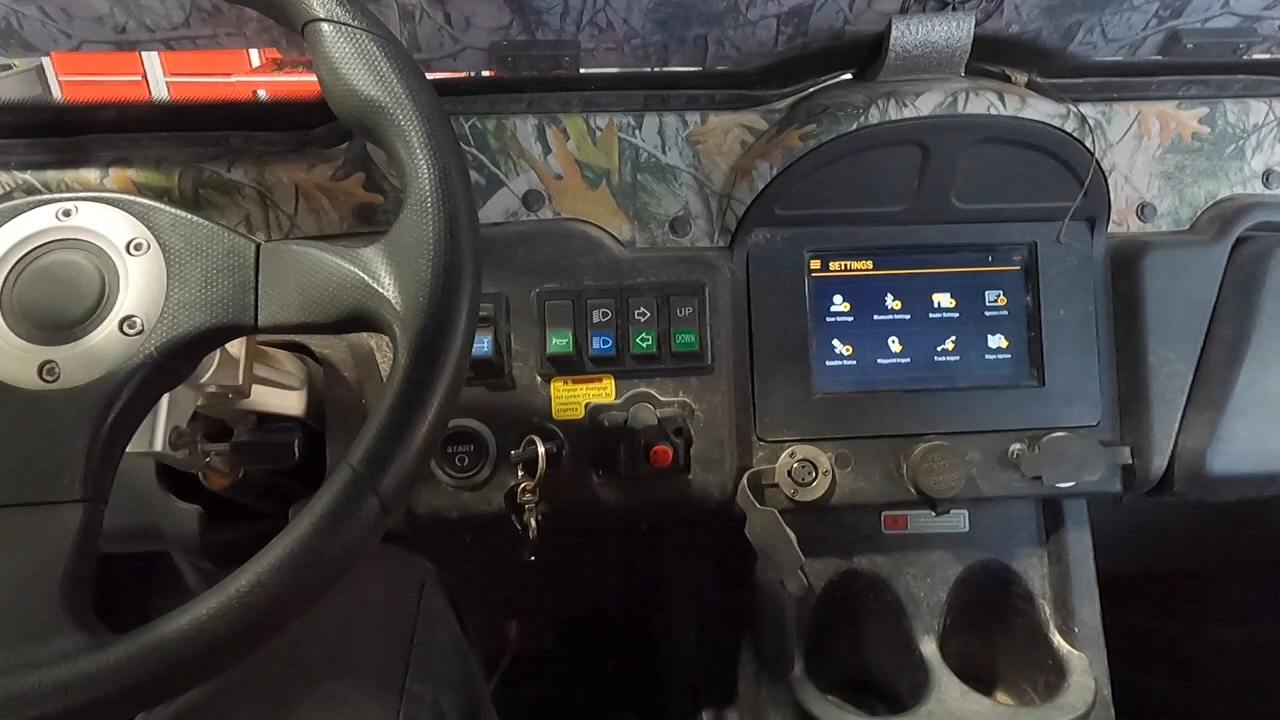 SETTINGS
User Settings
Bluetooth Settings
Dealer Settings
System Info
Satellite Status
Waypoint Import
Track Import
Maps Update
UP
DOWN
To engage or disengage
4x4 system UTV must be
completely
STOPPED
START